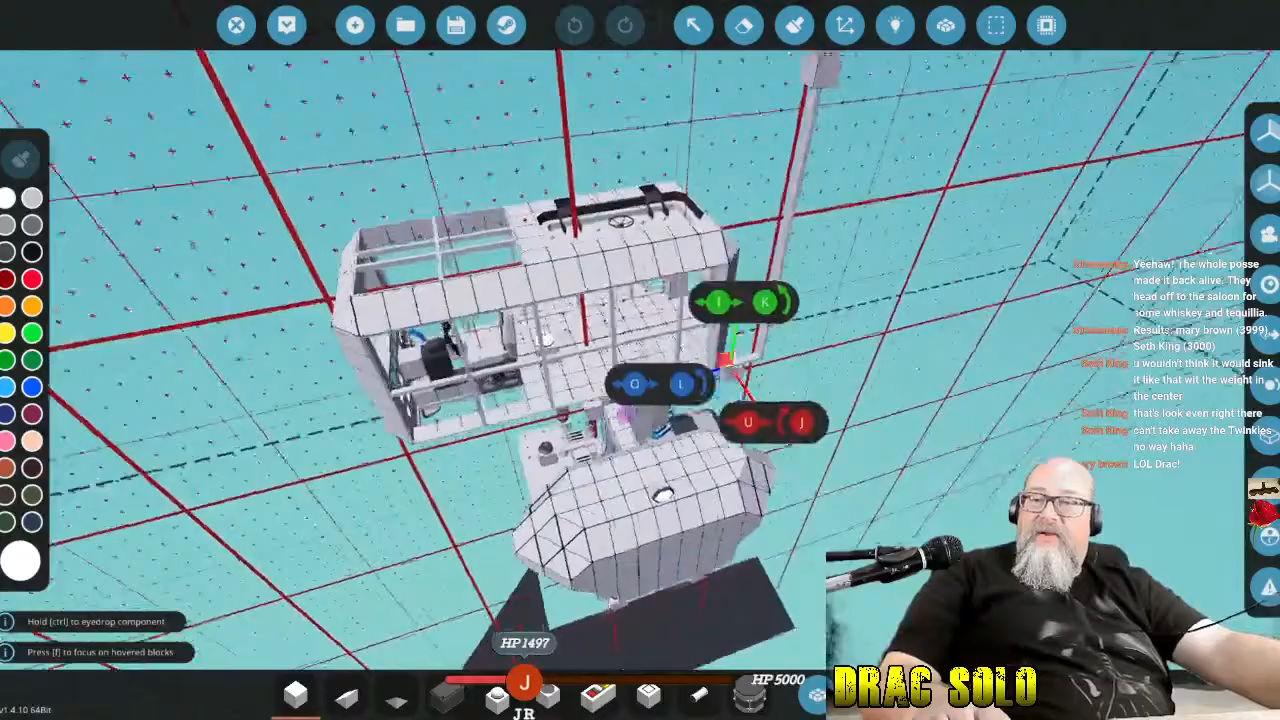 I K
O L
U J
Yeehaw! The whole posse
made it back alive. They
head off to the saloon for
some whiskey and tequillia.
Results: mary brown (3999)
Seth King (3000)
Seth King u wouldn't think it would sink
it like that wit the weight in
the center
Seth King that's look even right there
Seth King can't take away the Twinkies
no way haha
mary brown LOL Drac!
Hold [ctrl] to eyedrop component
Press [f] to focus on hovered blocks
HP 1497
HP 5000
J
JR
DRAC SOLO
v1.4.10 64Bit